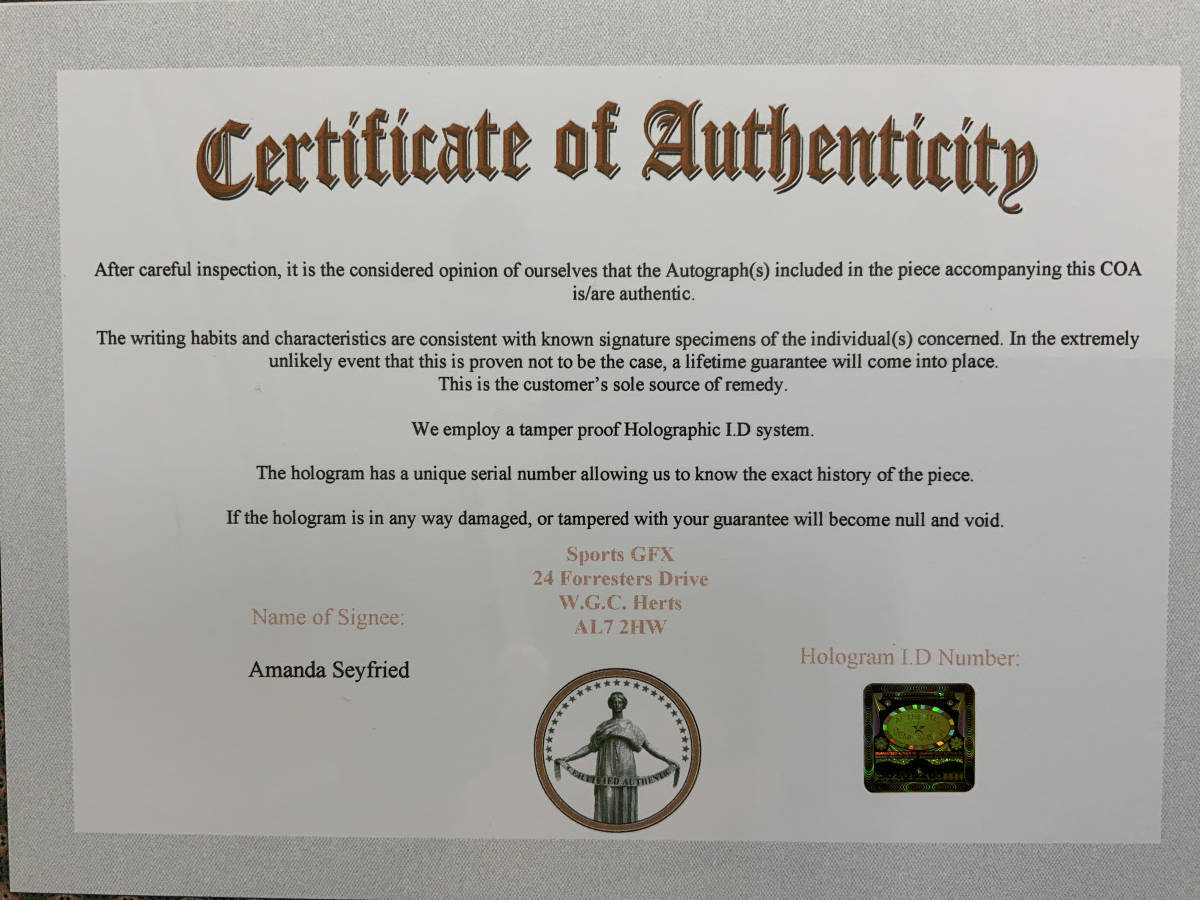 Certificate of Authenticity
After careful inspection, it is the considered opinion of ourselves that the Autograph(s) included in the piece accompanying this COA
is/are authentic.
The writing habits and characteristics are consistent with known signature specimens of the individual(s) concerned. In the extremely
unlikely event that this is proven not to be the case, a lifetime guarantee will come into place.
This is the customer’s sole source of remedy.
We employ a tamper proof Holographic I.D system.
The hologram has a unique serial number allowing us to know the exact history of the piece.
If the hologram is in any way damaged, or tampered with your guarantee will become null and void.
Sports GFX
24 Forresters Drive
W.G.C. Herts
AL7 2HW
Name of Signee:
Amanda Seyfried
Hologram I.D Number:
CERTIFIED AUTHENTIC